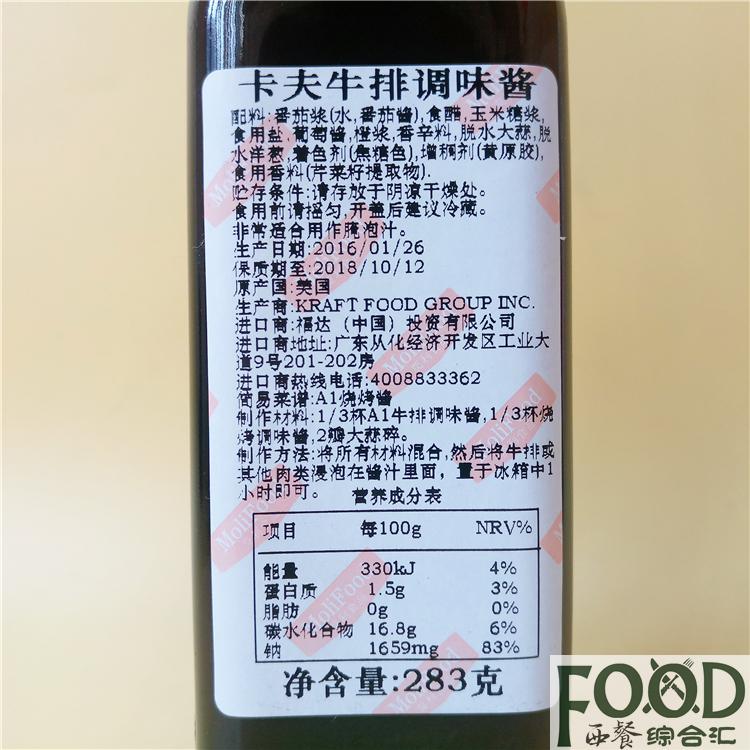 卡夫牛排调味酱
配料:番茄浆(水,番茄酱),食醋,玉米糖浆,
食用盐,葡萄酱,橙浆,香辛料,脱水大蒜,脱
水洋葱,着色剂(焦糖色),增稠剂(黄原胶),
食用香料(芹菜籽提取物).
贮存条件:请存放于阴凉干燥处。
食用前请摇匀,开盖后建议冷藏。
非常适合用作腌泡汁。
生产日期:2016/01/26
保质期至:2018/10/12
原产国:美国
生产商:KRAFT FOOD GROUP INC.
进口商:福达（中国）投资有限公司
进口商地址:广东从化经济开发区工业大
道9号201-202房
进口商热线电话:4008833362
简易菜谱:A1烧烤酱
制作材料:1/3杯A1牛排调味酱,1/3杯烧
烤调味酱,2瓣大蒜碎。
制作方法:将所有材料混合,然后将牛排或
其他肉类浸泡在酱汁里面，量于冰箱中1
小时即可。
营养成分表
项目 每100g NRV%
能量 330kJ 4%
蛋白质 1.5g 3%
脂肪 0g 0%
碳水化合物 16.8g 6%
钠 1659mg 83%
净含量:283克
MoliFood
FOOD
西餐综合汇